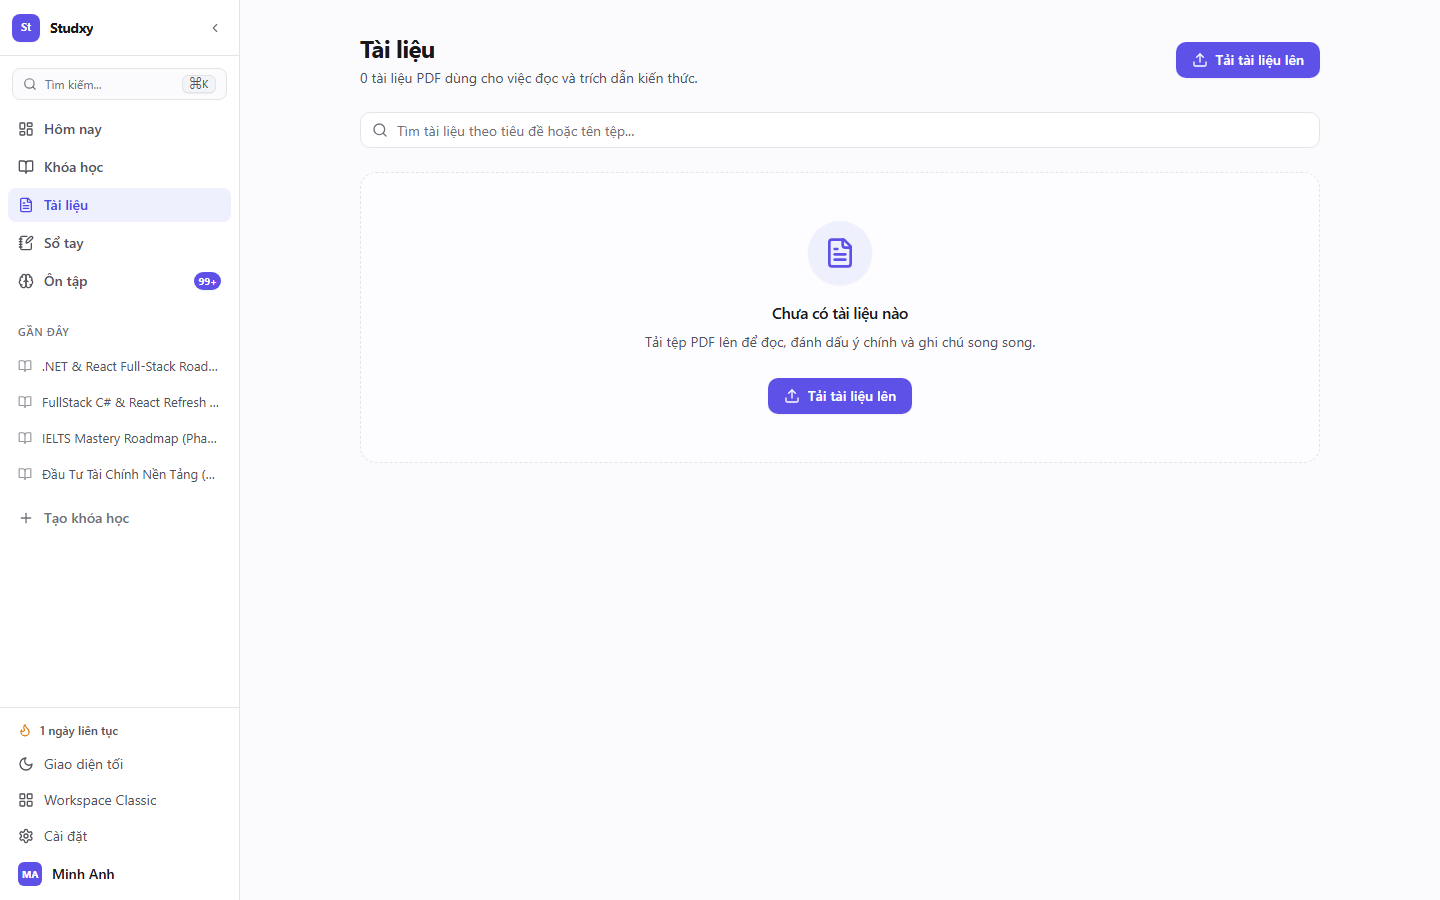 St
Studxy
Tìm kiếm...
⌘K
Hôm nay
Khóa học
Tài liệu
Sổ tay
Ôn tập
99+
GẦN ĐÂY
.NET & React Full-Stack Road...
FullStack C# & React Refresh ...
IELTS Mastery Roadmap (Pha...
Đầu Tư Tài Chính Nền Tảng (...
Tạo khóa học
1 ngày liên tục
Giao diện tối
Workspace Classic
Cài đặt
MA
Minh Anh
Tài liệu
0 tài liệu PDF dùng cho việc đọc và trích dẫn kiến thức.
Tải tài liệu lên
Tìm tài liệu theo tiêu đề hoặc tên tệp...
Chưa có tài liệu nào
Tải tệp PDF lên để đọc, đánh dấu ý chính và ghi chú song song.
Tải tài liệu lên